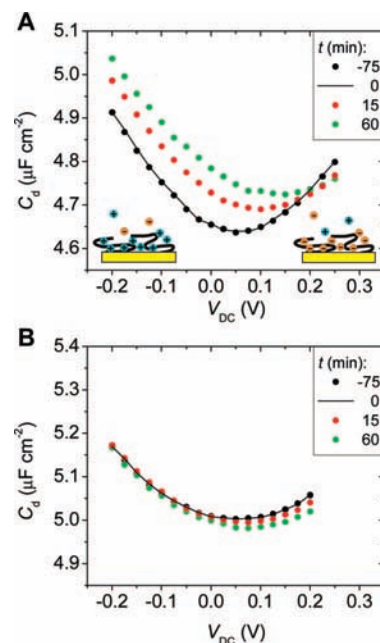 A
t (min):
-75
0
15
60
5.1
5.0
4.9
4.8
4.7
4.6
C_d (µF cm⁻²)
-0.2 -0.1 0.0 0.1 0.2 0.3
V_DC (V)
B
t (min):
-75
0
15
60
5.4
5.3
5.2
5.1
5.0
4.9
C_d (µF cm⁻²)
-0.2 -0.1 0.0 0.1 0.2 0.3
V_DC (V)